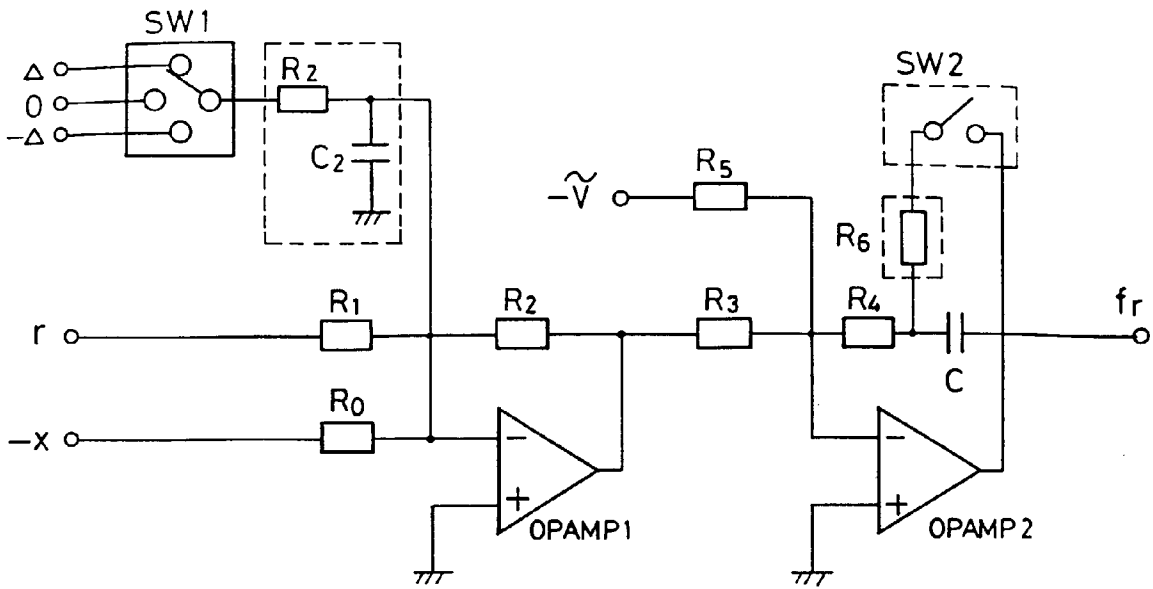 SW1
Δ
0
-Δ
R2
C2
SW2
-Ṽ
R5
R6
r
R1
R2
R3
R4
fr
C
-x
R0
-
+
OPAMP1
-
+
OPAMP2